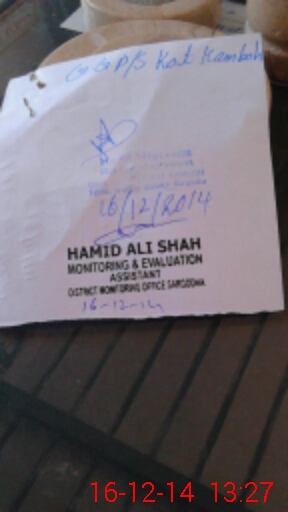 GGP/S Kot Kamboh
16/12/2014
HAMID ALI SHAH
MONITORING & EVALUATION
ASSISTANT
DISTRICT MONITORING OFFICE SARGODHA
16-12-14
16-12-14 13:27